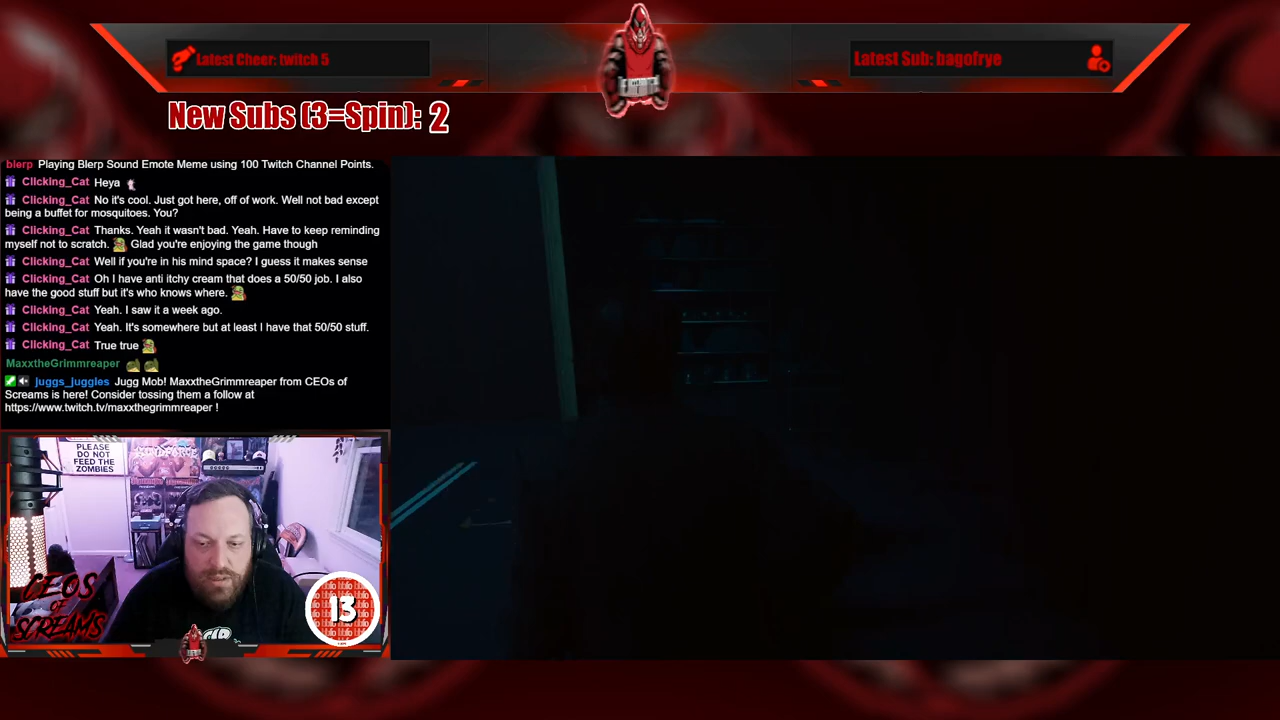 Latest Cheer: twitch 5
Latest Sub: bagofrye
New Subs (3=Spin): 2
blerp Playing Blerp Sound Emote Meme using 100 Twitch Channel Points.
Clicking_Cat Heya
Clicking_Cat No it's cool. Just got here, off of work. Well not bad except
being a buffet for mosquitoes. You?
Clicking_Cat Thanks. Yeah it wasn't bad. Yeah. Have to keep reminding
myself not to scratch. Glad you're enjoying the game though
Clicking_Cat Well if you're in his mind space? I guess it makes sense
Clicking_Cat Oh I have anti itchy cream that does a 50/50 job. I also
have the good stuff but it's who knows where.
Clicking_Cat Yeah. I saw it a week ago.
Clicking_Cat Yeah. It's somewhere but at least I have that 50/50 stuff.
Clicking_Cat True true
MaxxtheGrimmreaper
juggs_juggles Jugg Mob! MaxxtheGrimmreaper from CEOs of
Screams is here! Consider tossing them a follow at
https://www.twitch.tv/maxxthegrimmreaper !
PLEASE
DO NOT
FEED THE
ZOMBIES
CEOS
OF
SCREAMS
13